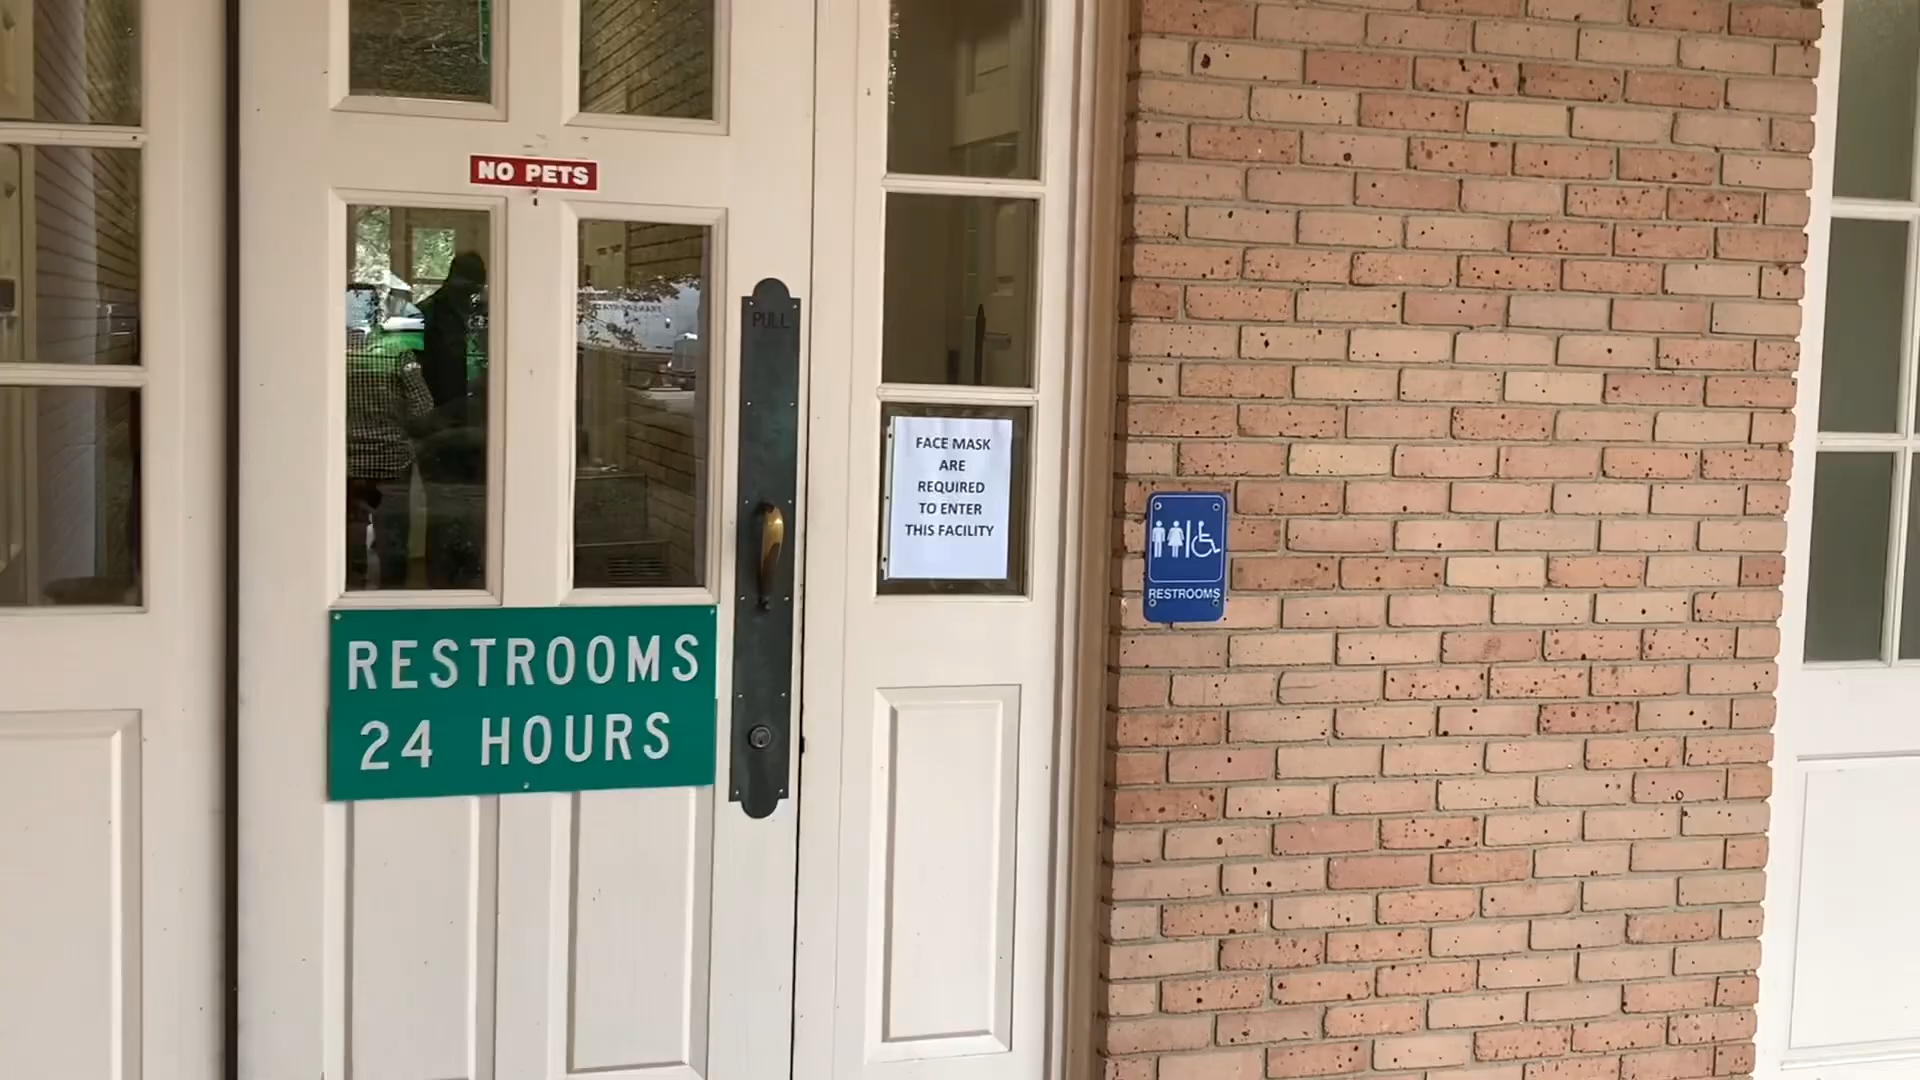 NO PETS
PULL
FACE MASK
ARE
REQUIRED
TO ENTER
THIS FACILITY
RESTROOMS
RESTROOMS
24 HOURS